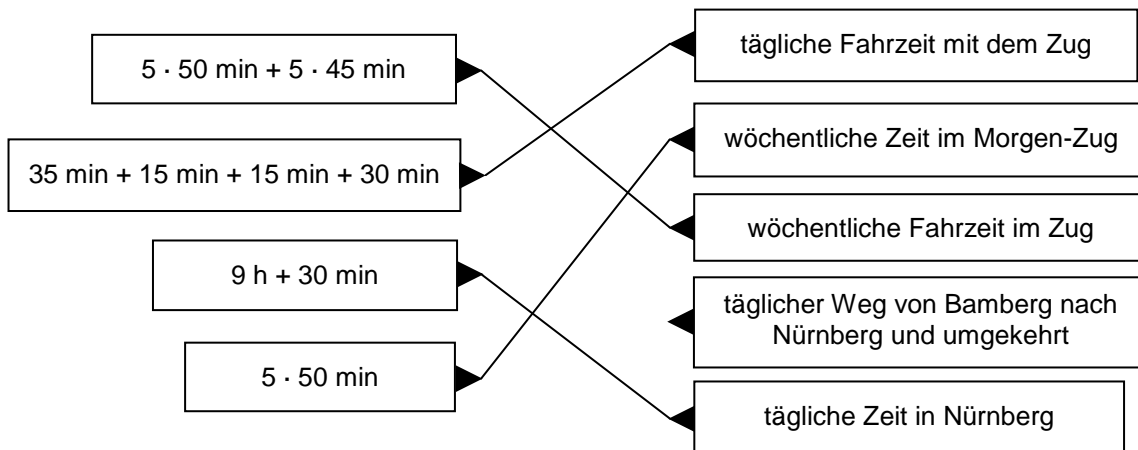 5 · 50 min + 5 · 45 min
35 min + 15 min + 15 min + 30 min
9 h + 30 min
5 · 50 min
tägliche Fahrzeit mit dem Zug
wöchentliche Zeit im Morgen-Zug
wöchentliche Fahrzeit im Zug
täglicher Weg von Bamberg nach
Nürnberg und umgekehrt
tägliche Zeit in Nürnberg